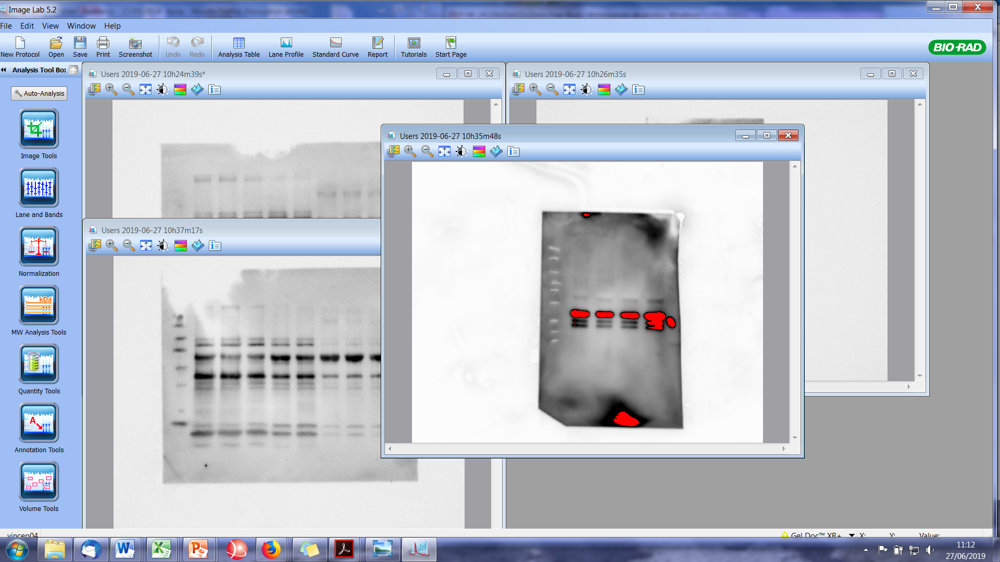 Image Lab 5.2
File Edit View Window Help
New Protocol Open Save Print Screenshot Undo Redo Analysis Table Lane Profile Standard Curve Report Tutorials Start Page
BIO-RAD
Analysis Tool Box
Auto-Analysis
Image Tools
Lane and Bands
Normalization
kDa
MW Analysis Tools
Quantity Tools
A
Annotation Tools
Volume Tools
Users 2019-06-27 10h24m39s*
Users 2019-06-27 10h26m35s
Users 2019-06-27 10h35m48s
Users 2019-06-27 10h37m17s
vincep04
Gel Doc™ XR+ X: Y: Value:
11:12
27/06/2019